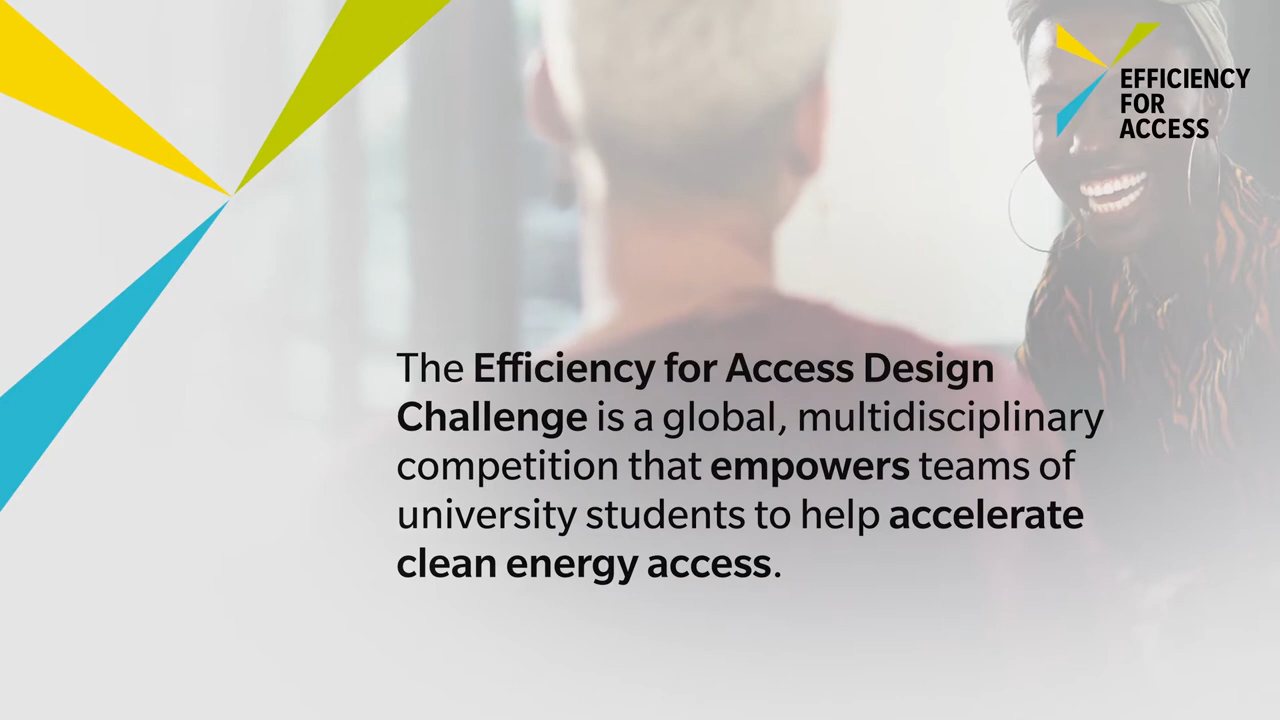 EFFICIENCY
FOR
ACCESS
The Efficiency for Access Design
Challenge is a global, multidisciplinary
competition that empowers teams of
university students to help accelerate
clean energy access.